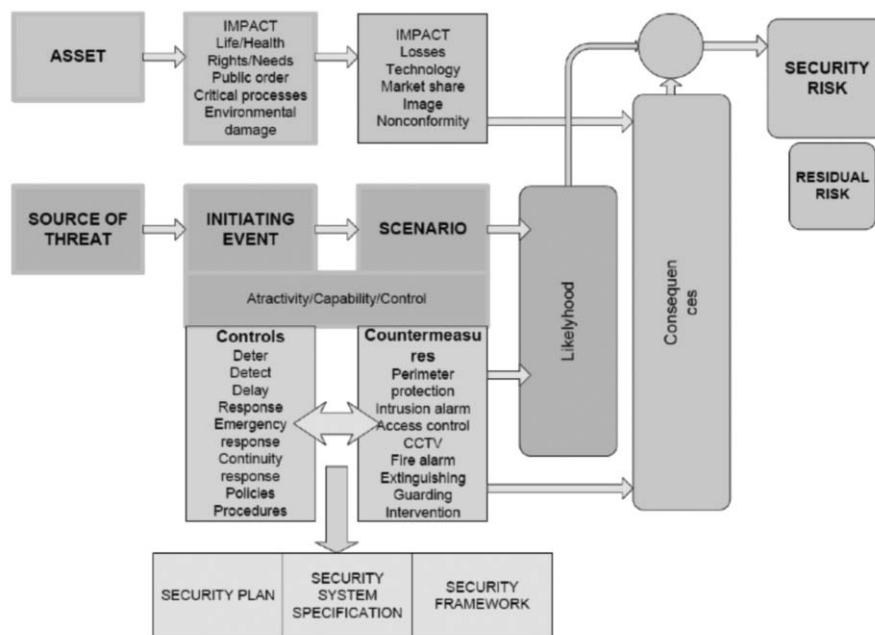 ASSET
IMPACT
Life/Health
Rights/Needs
Public order
Critical processes
Environmental
damage
IMPACT
Losses
Technology
Market share
Image
Nonconformity
SECURITY
RISK
RESIDUAL
RISK
SOURCE OF
THREAT
INITIATING
EVENT
SCENARIO
Atractivity/Capability/Control
Controls
Deter
Detect
Delay
Response
Emergency
response
Continuity
response
Policies
Procedures
Countermeasu
res
Perimeter
protection
Intrusion alarm
Access control
CCTV
Fire alarm
Extinguishing
Guarding
Intervention
Likelyhood
Consequen
ces
SECURITY PLAN
SECURITY
SYSTEM
SPECIFICATION
SECURITY
FRAMEWORK